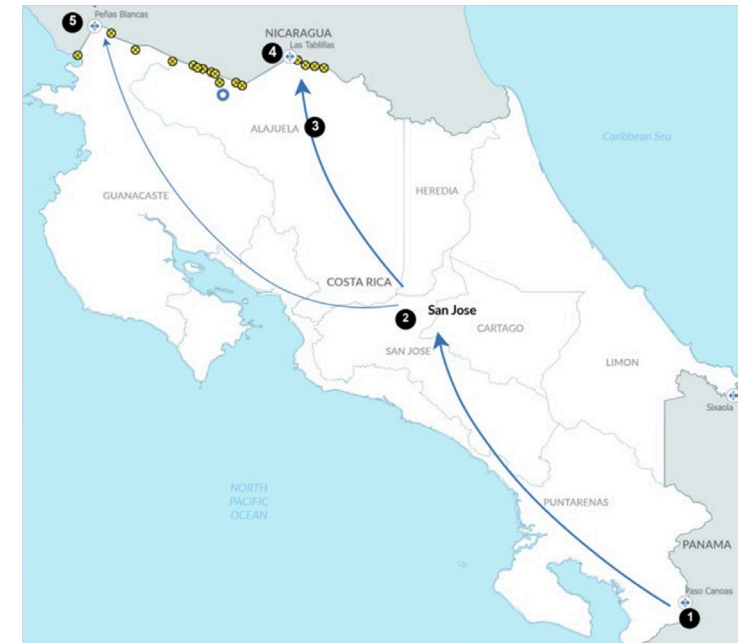 5
Peñas Blancas
NICARAGUA
4
Las Tablillas
ALAJUELA
3
Caribbean Sea
GUANACASTE
HEREDIA
COSTA RICA
San Jose
2
CARTAGO
SAN JOSE
LIMON
Sixaola
NORTH
PACIFIC
OCEAN
PUNTARENAS
PANAMA
Paso Canoas
1